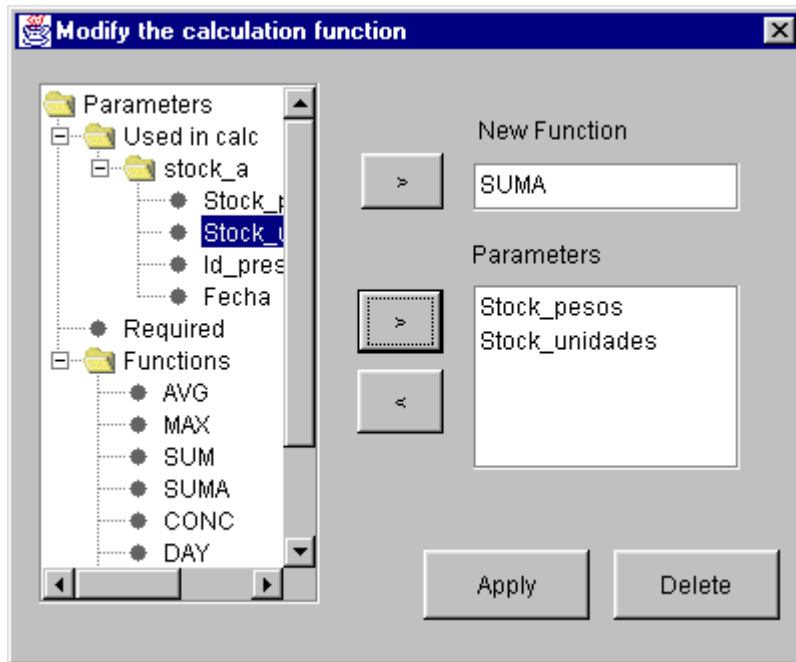 Modify the calculation function
Parameters
Used in calc
stock_a
Stock_
Stock_
Id_pres
Fecha
Required
Functions
AVG
MAX
SUM
SUMA
CONC
DAY
New Function
>
SUMA
Parameters
>
<
Stock_pesos
Stock_unidades
Apply
Delete